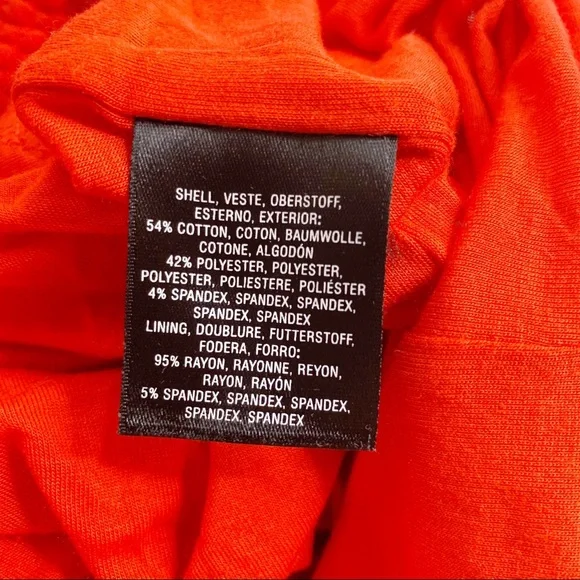 SHELL, VESTE, OBERSTOFF,
ESTERNO, EXTERIOR:
54% COTTON, COTON, BAUMWOLLE,
COTONE, ALGODÓN
42% POLYESTER, POLYESTER,
POLYESTER, POLIESTERE, POLIÉSTER
4% SPANDEX, SPANDEX, SPANDEX,
SPANDEX, SPANDEX
LINING, DOUBLURE, FUTTERSTOFF,
FODERA, FORRO:
95% RAYON, RAYONNE, REYON,
RAYON, RAYÓN
5% SPANDEX, SPANDEX, SPANDEX,
SPANDEX, SPANDEX